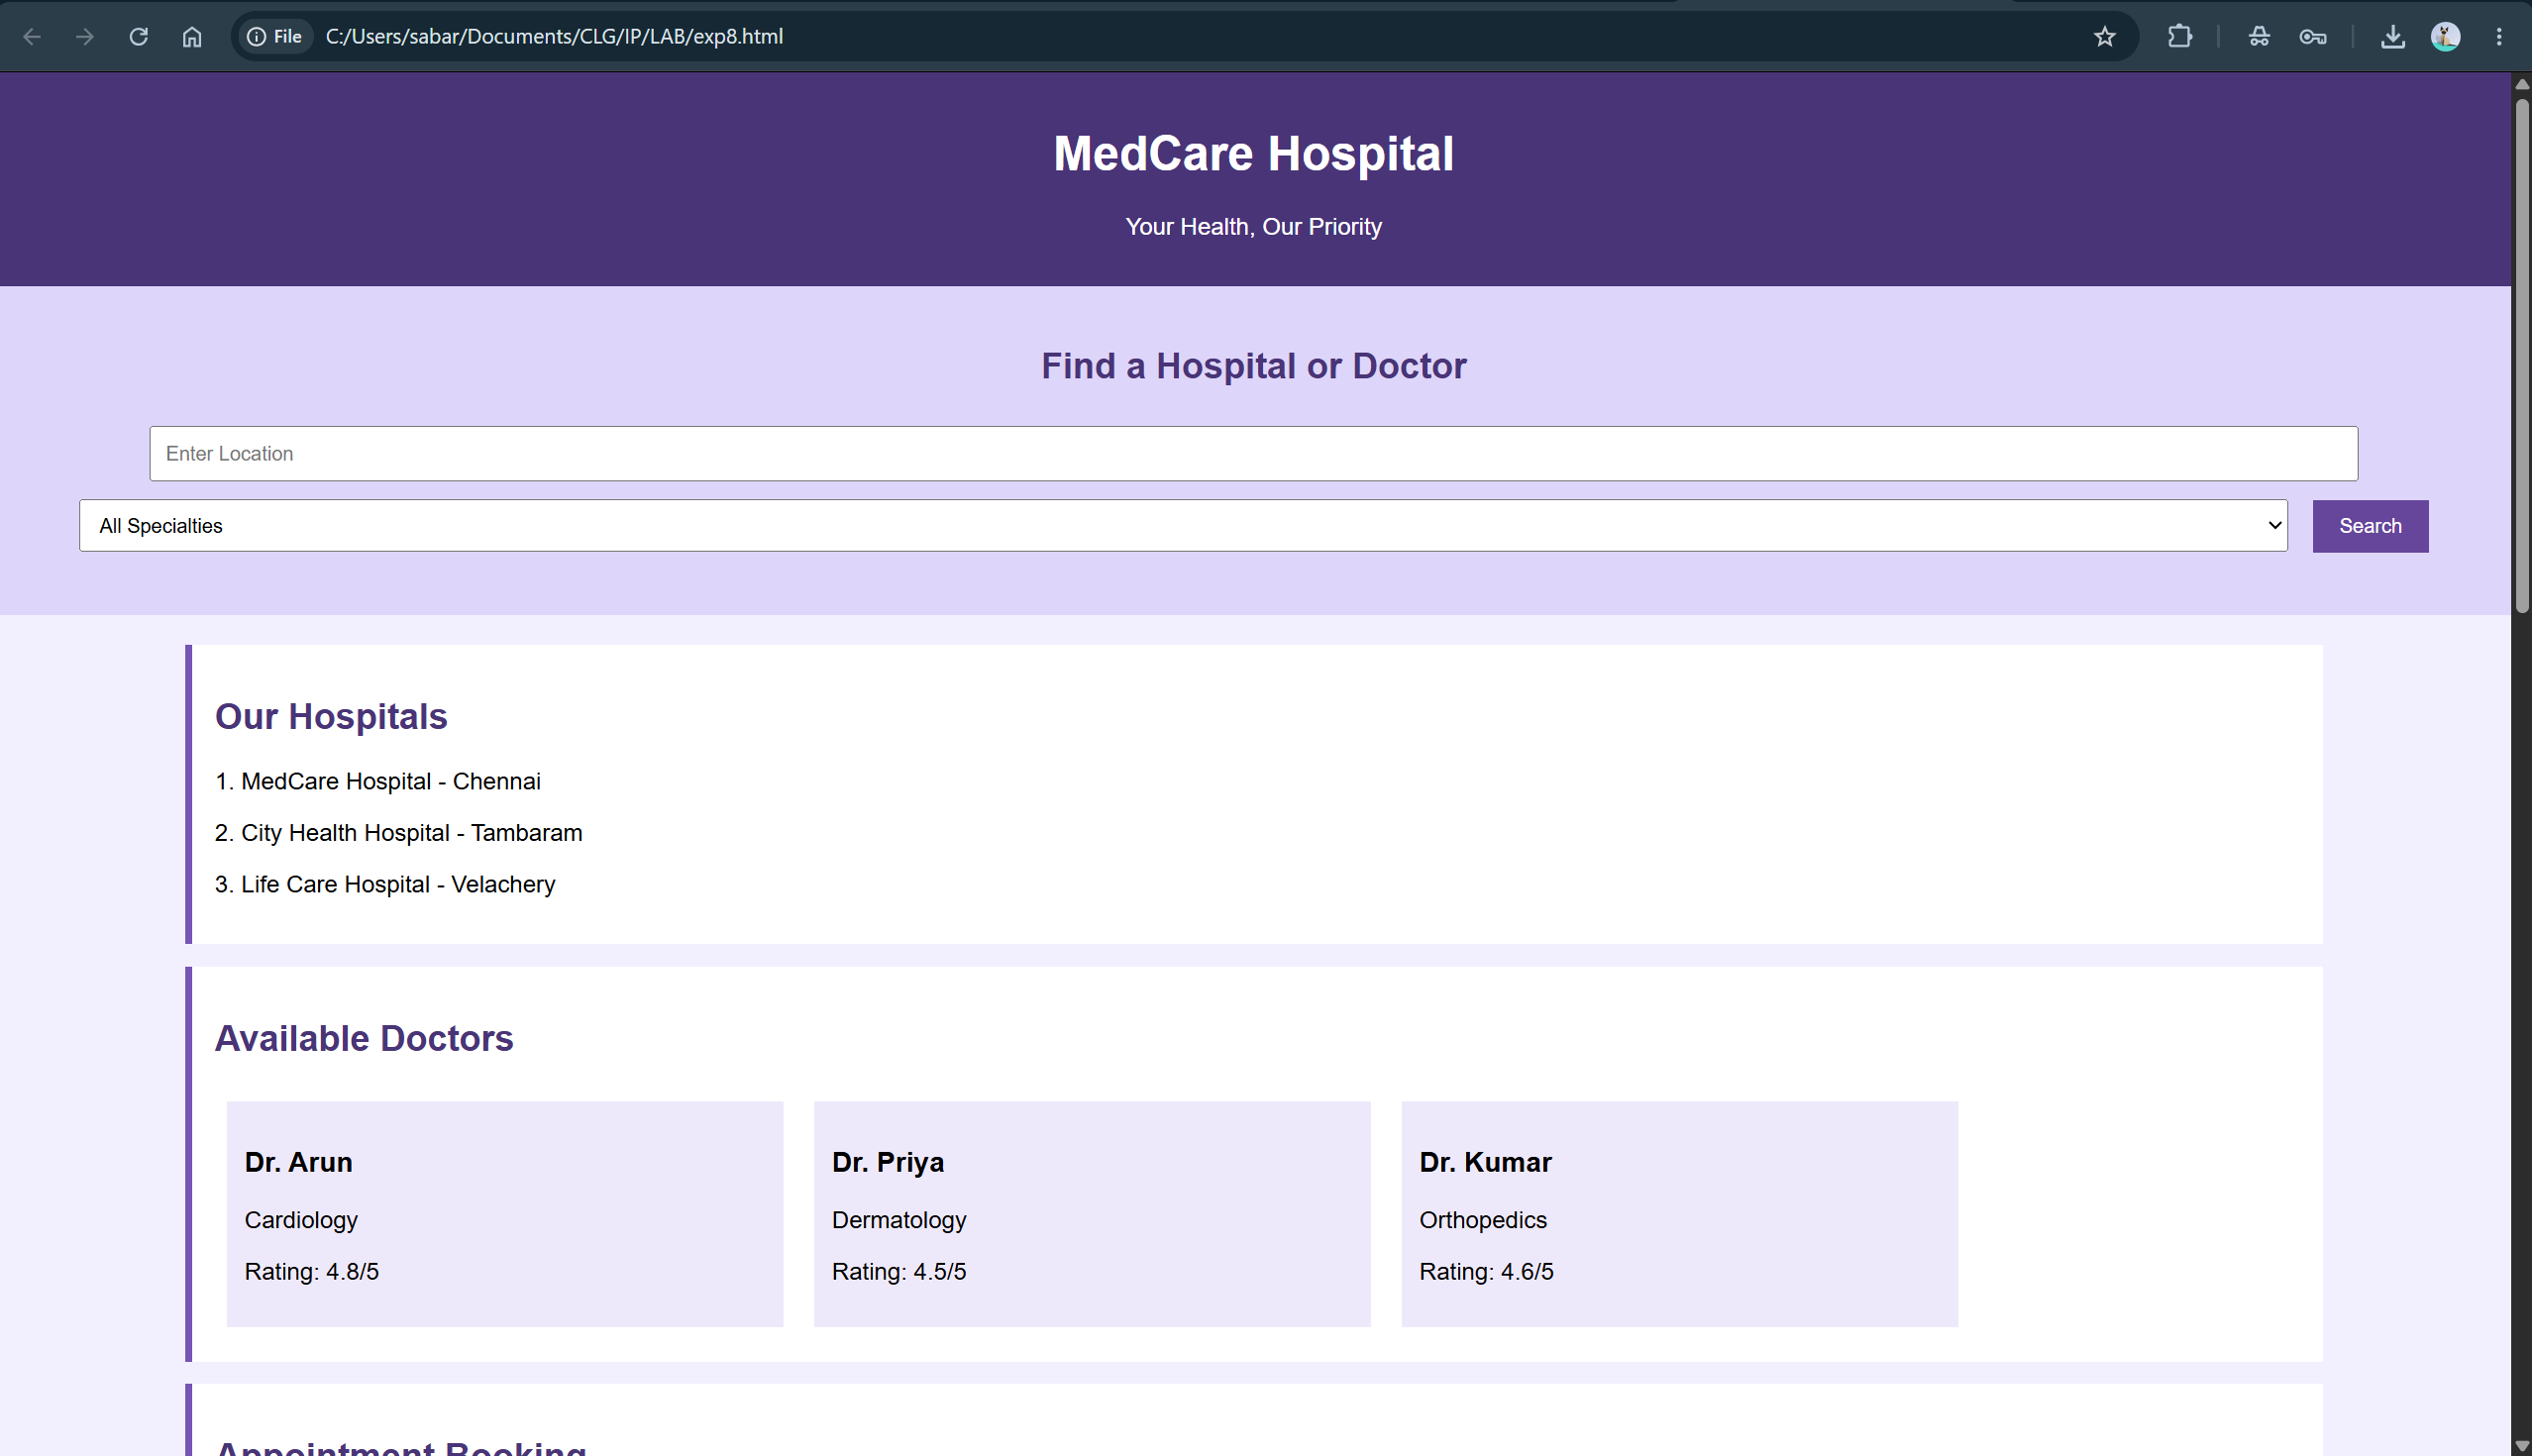 File C:/Users/sabar/Documents/CLG/IP/LAB/exp8.html
MedCare Hospital
Your Health, Our Priority
Find a Hospital or Doctor
Enter Location
All Specialties
Search
Our Hospitals
1. MedCare Hospital - Chennai
2. City Health Hospital - Tambaram
3. Life Care Hospital - Velachery
Available Doctors
Dr. Arun
Cardiology
Rating: 4.8/5
Dr. Priya
Dermatology
Rating: 4.5/5
Dr. Kumar
Orthopedics
Rating: 4.6/5
Appointment Booking